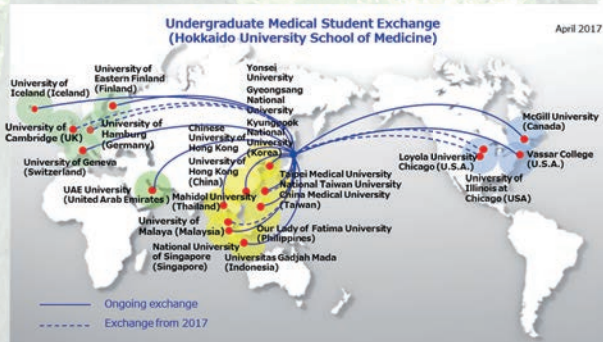 Undergraduate Medical Student Exchange
(Hokkaido University School of Medicine)
April 2017
University of
Iceland (Iceland)
University of
Eastern Finland
(Finland)
Yonsei
University
Gyeongsang
National
University
Kyungpook
National
University
(Korea)
University of
Cambridge (UK)
University of
Hamburg
(Germany)
University of Geneva
(Switzerland)
Chinese
University of
Hong Kong
University of
Hong Kong
(China)
UAE University
(United Arab Emirates)
Mahidol University
(Thailand)
Taipei Medical University
National Taiwan University
China Medical University
(Taiwan)
University of
Malaya (Malaysia)
Our Lady of Fatima University
(Philippines)
National University
of Singapore
(Singapore)
Universitas Gadjah Mada
(Indonesia)
McGill University
(Canada)
Loyola University
Chicago (U.S.A.)
Vassar College
(U.S.A.)
University of
Illinois at
Chicago (USA)
Ongoing exchange
Exchange from 2017